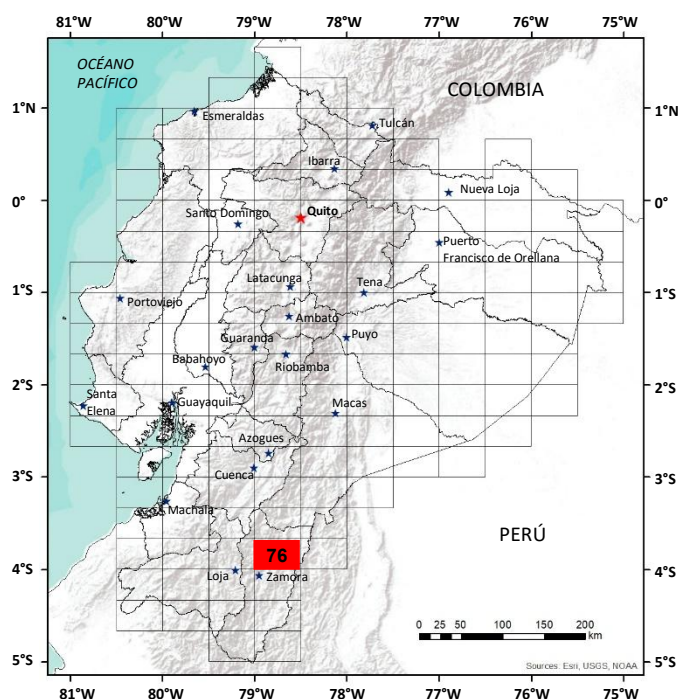 81°W 80°W 79°W 78°W 77°W 76°W 75°W
OCÉANO
PACÍFICO
COLOMBIA
1°N 1°N
Esmeraldas
Tulcán
Ibarra
Nueva Loja
0° 0°
Santo Domingo
Quito
Puerto
Francisco de Orellana
Latacunga
Tena
1°S 1°S
Portoviejo
Ambato
Guaranda
Puyo
Babahoyo
Riobamba
2°S 2°S
Santa
Elena
Guayaquil
Macas
Azogues
3°S 3°S
Cuenca
Machala
PERÚ
76
4°S 4°S
Loja
Zamora
0 25 50 100 150 200
km
5°S 5°S
Sources: Esri, USGS, NOAA
81°W 80°W 79°W 78°W 77°W 76°W 75°W